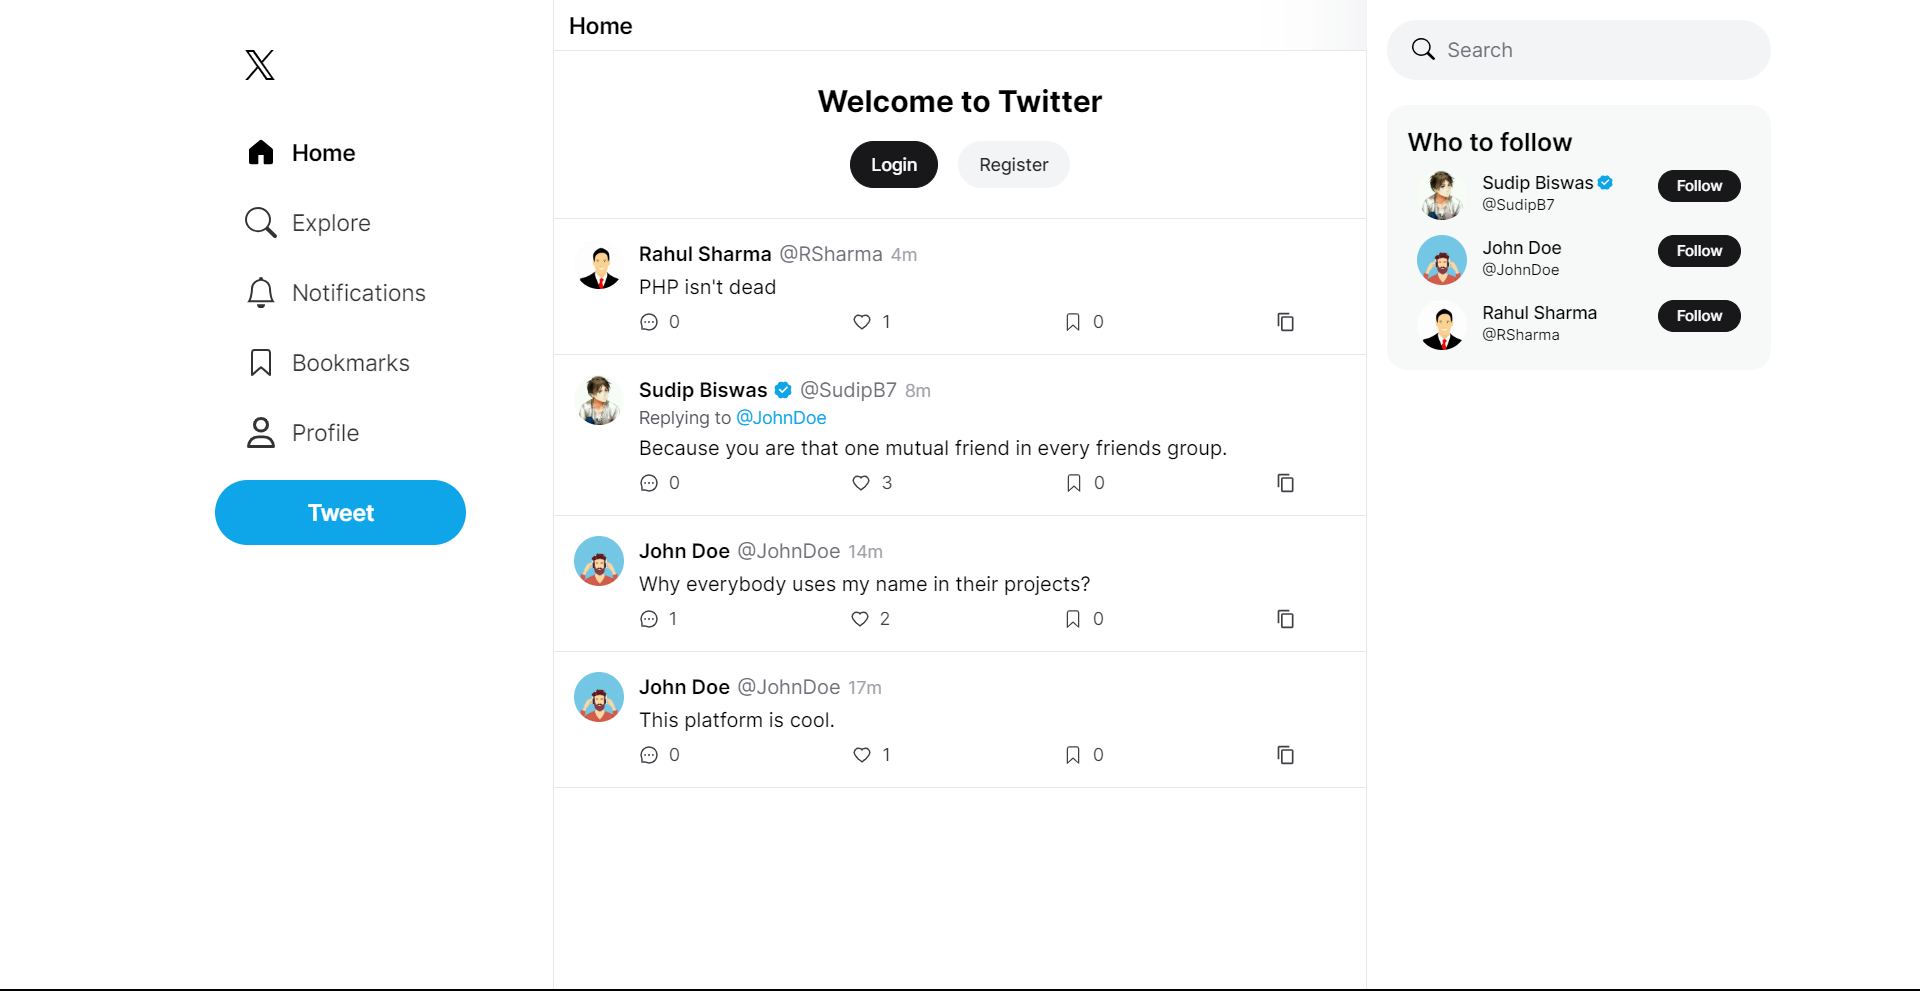 Home
Explore
Notifications
Bookmarks
Profile
Tweet
Home
Welcome to Twitter
Login Register
Rahul Sharma @RSharma 4m
PHP isn't dead
0 1 0
Sudip Biswas @SudipB7 8m
Replying to @JohnDoe
Because you are that one mutual friend in every friends group.
0 3 0
John Doe @JohnDoe 14m
Why everybody uses my name in their projects?
1 2 0
John Doe @JohnDoe 17m
This platform is cool.
0 1 0
Search
Who to follow
Sudip Biswas
@SudipB7
Follow
John Doe
@JohnDoe
Follow
Rahul Sharma
@RSharma
Follow